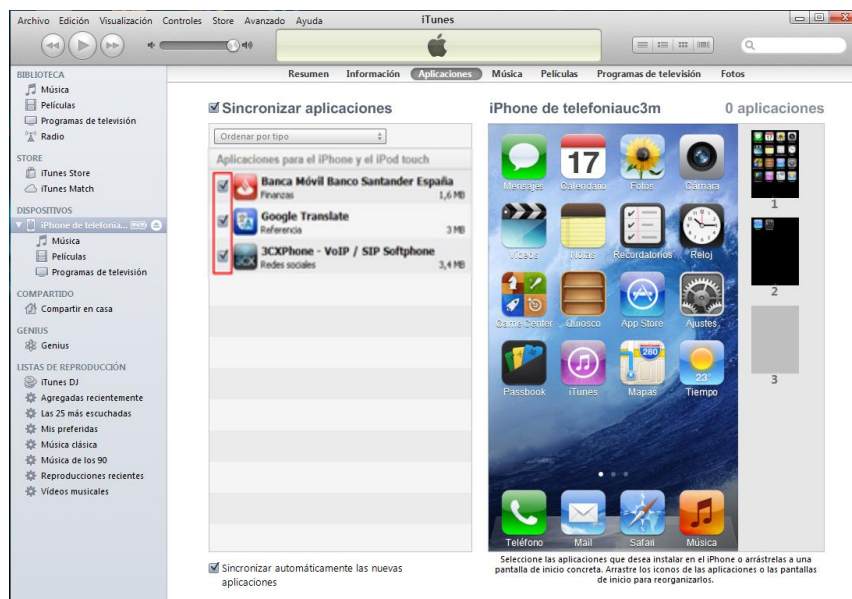 Archivo Edición Visualización Controles Store Avanzado Ayuda
iTunes
Resumen Información Aplicaciones Música Películas Programas de televisión Fotos
BIBLIOTECA
Música
Películas
Programas de televisión
Radio
STORE
iTunes Store
iTunes Match
DISPOSITIVOS
iPhone de telefonia...
Música
Películas
Programas de televisión
COMPARTIDO
Compartir en casa
GENIUS
Genius
LISTAS DE REPRODUCCIÓN
iTunes DJ
Agregadas recientemente
Las 25 más escuchadas
Mis preferidas
Música clásica
Música de los 90
Reproducciones recientes
Vídeos musicales
Sincronizar aplicaciones
Ordenar por tipo
Aplicaciones para el iPhone y el iPod touch
Banca Móvil Banco Santander España
Finanzas 1,6 MB
Google Translate
Referencia 3 MB
3CXPhone - VoIP / SIP Softphone
Redes sociales 3,4 MB
Sincronizar automáticamente las nuevas
aplicaciones
iPhone de telefoniauc3m 0 aplicaciones
17
Mensajes Calendario Fotos Cámara
Vídeos Notas Recordatorios Reloj
Game Center Quiosco App Store Ajustes
280
23°
Passbook iTunes Mapas Tiempo
Teléfono Mail Safari Música
1
2
3
Seleccione las aplicaciones que desea instalar en el iPhone o arrástrelas a una
pantalla de inicio concreta. Arrastre los iconos de las aplicaciones o las pantallas
de inicio para reorganizarlos.